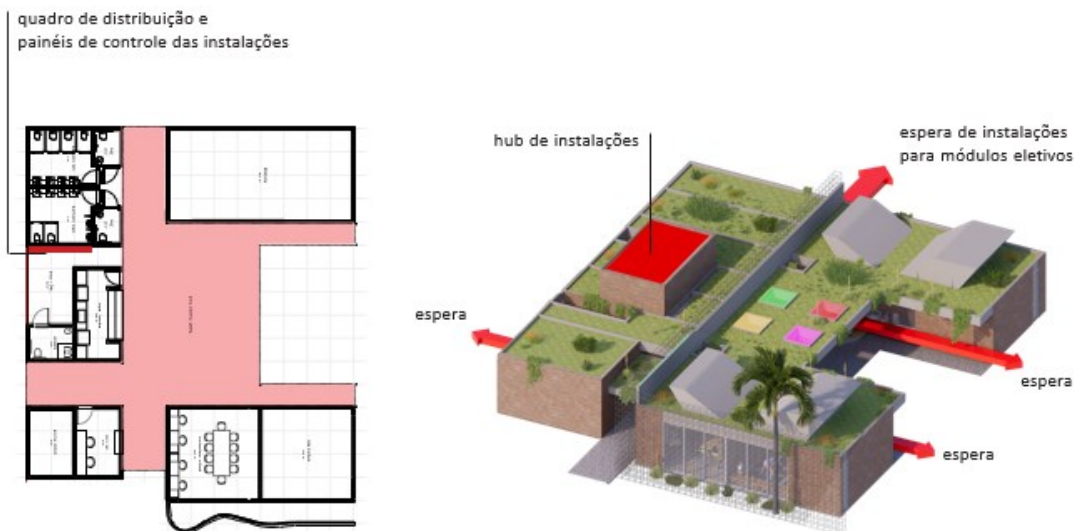 quadro de distribuição e
painéis de controle das instalações
hub de instalações
espera de instalações
para módulos eletivos
espera
espera
espera